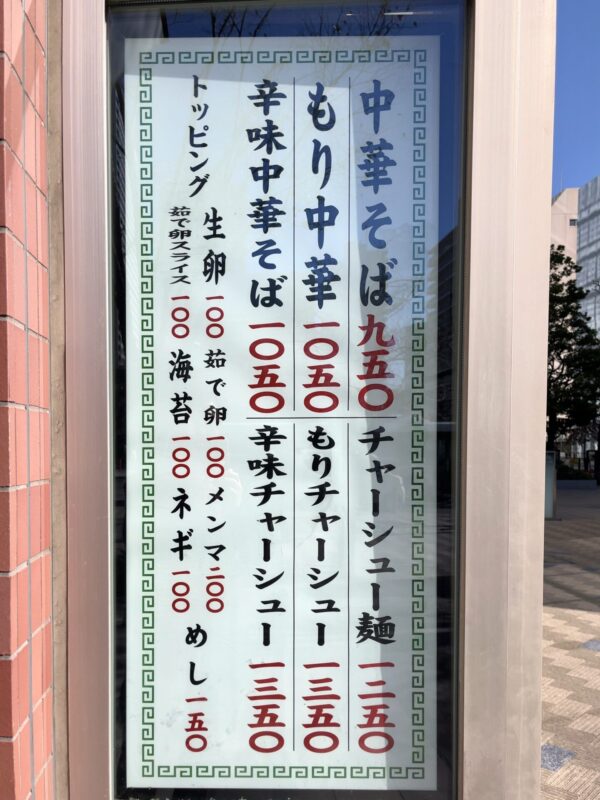 中華そば 九五〇
チャーシュー麺 一二五〇
もり中華 一〇五〇
もりチャーシュー 一三五〇
辛味中華そば 一〇五〇
辛味チャーシュー 一三五〇
トッピング
生卵 一〇〇 茹で卵 一〇〇 メンマ 二〇〇
茹で卵スライス 一〇〇 海苔 一〇〇 ネギ 一〇〇
めし 一五〇